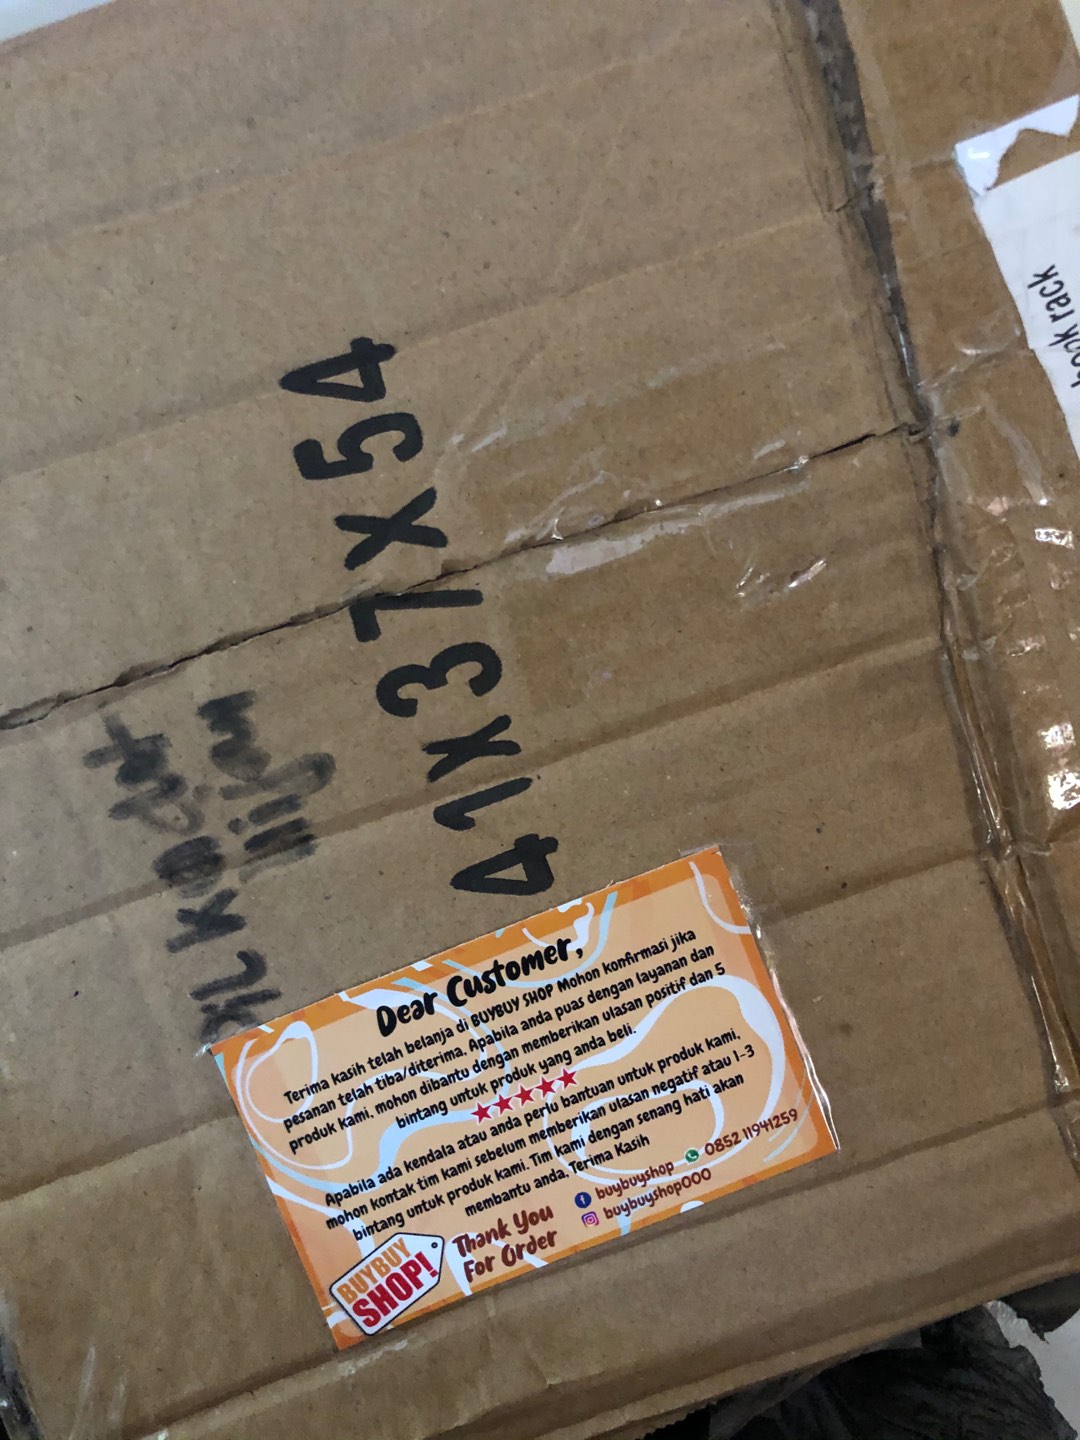 book rack
41X37X54
Dear Customer,
Terima kasih telah belanja di BUYBUY SHOP Mohon konfirmasi jika
pesanan telah tiba/diterima. Apabila anda puas dengan layanan dan
produk kami, mohon dibantu dengan memberikan ulasan positif dan 5
bintang untuk produk yang anda beli.
Apabila ada kendala atau anda perlu bantuan untuk produk kami,
mohon kontak tim kami sebelum memberikan ulasan negatif atau 1-3
bintang untuk produk kami. Tim kami dengan senang hati akan
membantu anda. Terima Kasih
BUYBUY
SHOP!
Thank You
For Order
buybuyshop
0852 11941259
buybuyshop000